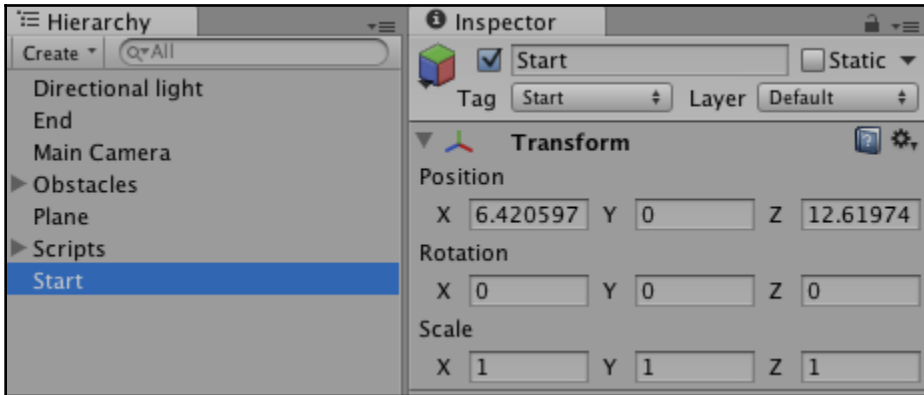 Hierarchy
Create All
Directional light
End
Main Camera
Obstacles
Plane
Scripts
Start
Inspector
Start Static
Tag Start Layer Default
Transform
Position
X 6.420597 Y 0 Z 12.61974
Rotation
X 0 Y 0 Z 0
Scale
X 1 Y 1 Z 1